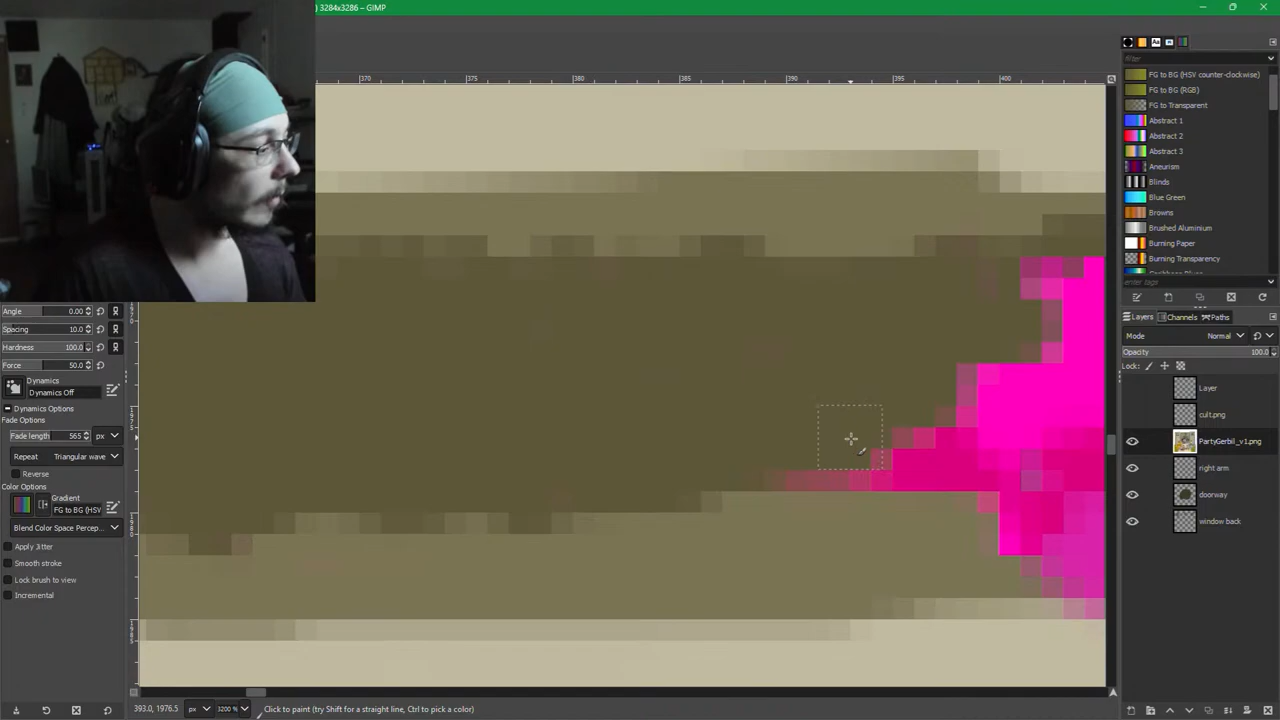 ) 3284x3286 – GIMP
370
375
380
385
390
395
400
filter
FG to BG (HSV counter-clockwise)
FG to BG (RGB)
FG to Transparent
Abstract 1
Abstract 2
Abstract 3
Aneurism
Blinds
Blue Green
Browns
Brushed Aluminium
Burning Paper
Burning Transparency
enter tags
Layers Channels Paths
Mode Normal
Opacity 100.0
Lock:
Layer
cult.png
PartyGerbil_v1.png
right arm
doorway
window back
Angle 0.00
Spacing 10.0
Hardness 100.0
Force 50.0
Dynamics
Dynamics Off
Dynamics Options
Fade Options
Fade length 565 px
Repeat Triangular wave
Reverse
Color Options
Gradient
FG to BG (HSV
Blend Color Space Percep...
Apply Jitter
Smooth stroke
Lock brush to view
Incremental
393.0, 1976.5 px 3200 % Click to paint (try Shift for a straight line, Ctrl to pick a color)